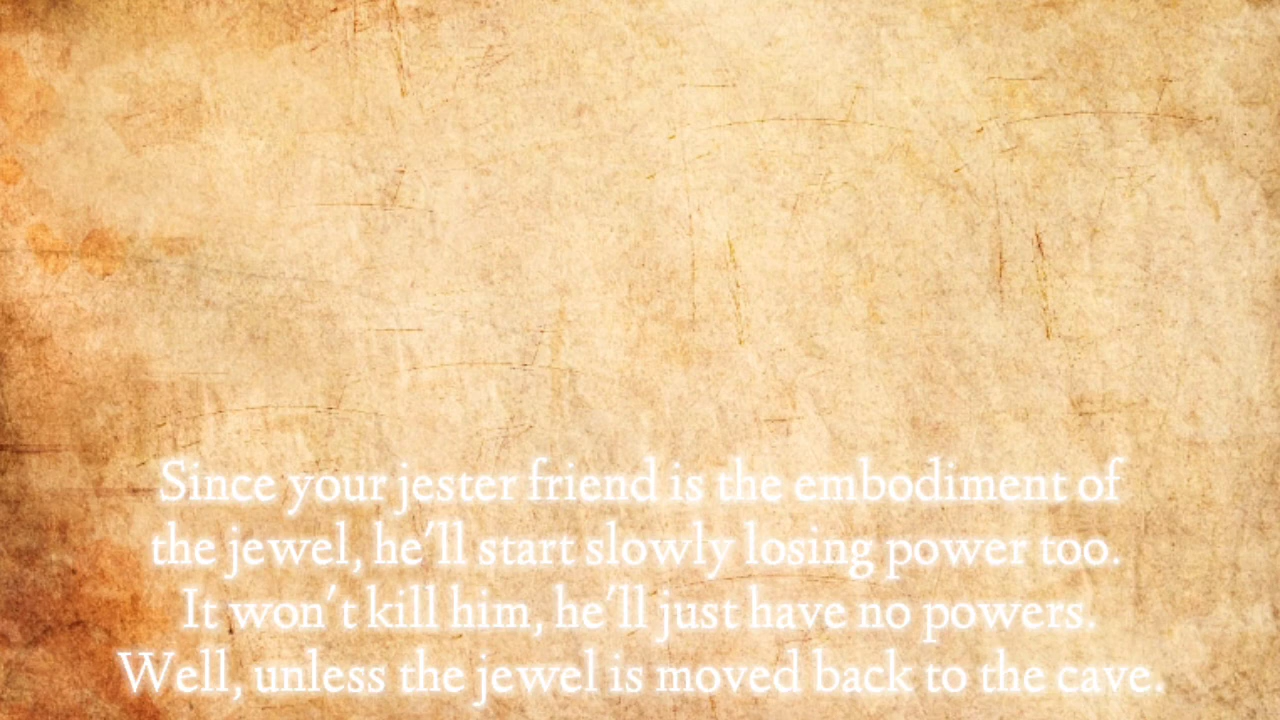 Since your jester friend is the embodiment of
the jewel, he'll start slowly losing power too.
It won't kill him, he'll just have no powers.
Well, unless the jewel is moved back to the cave.